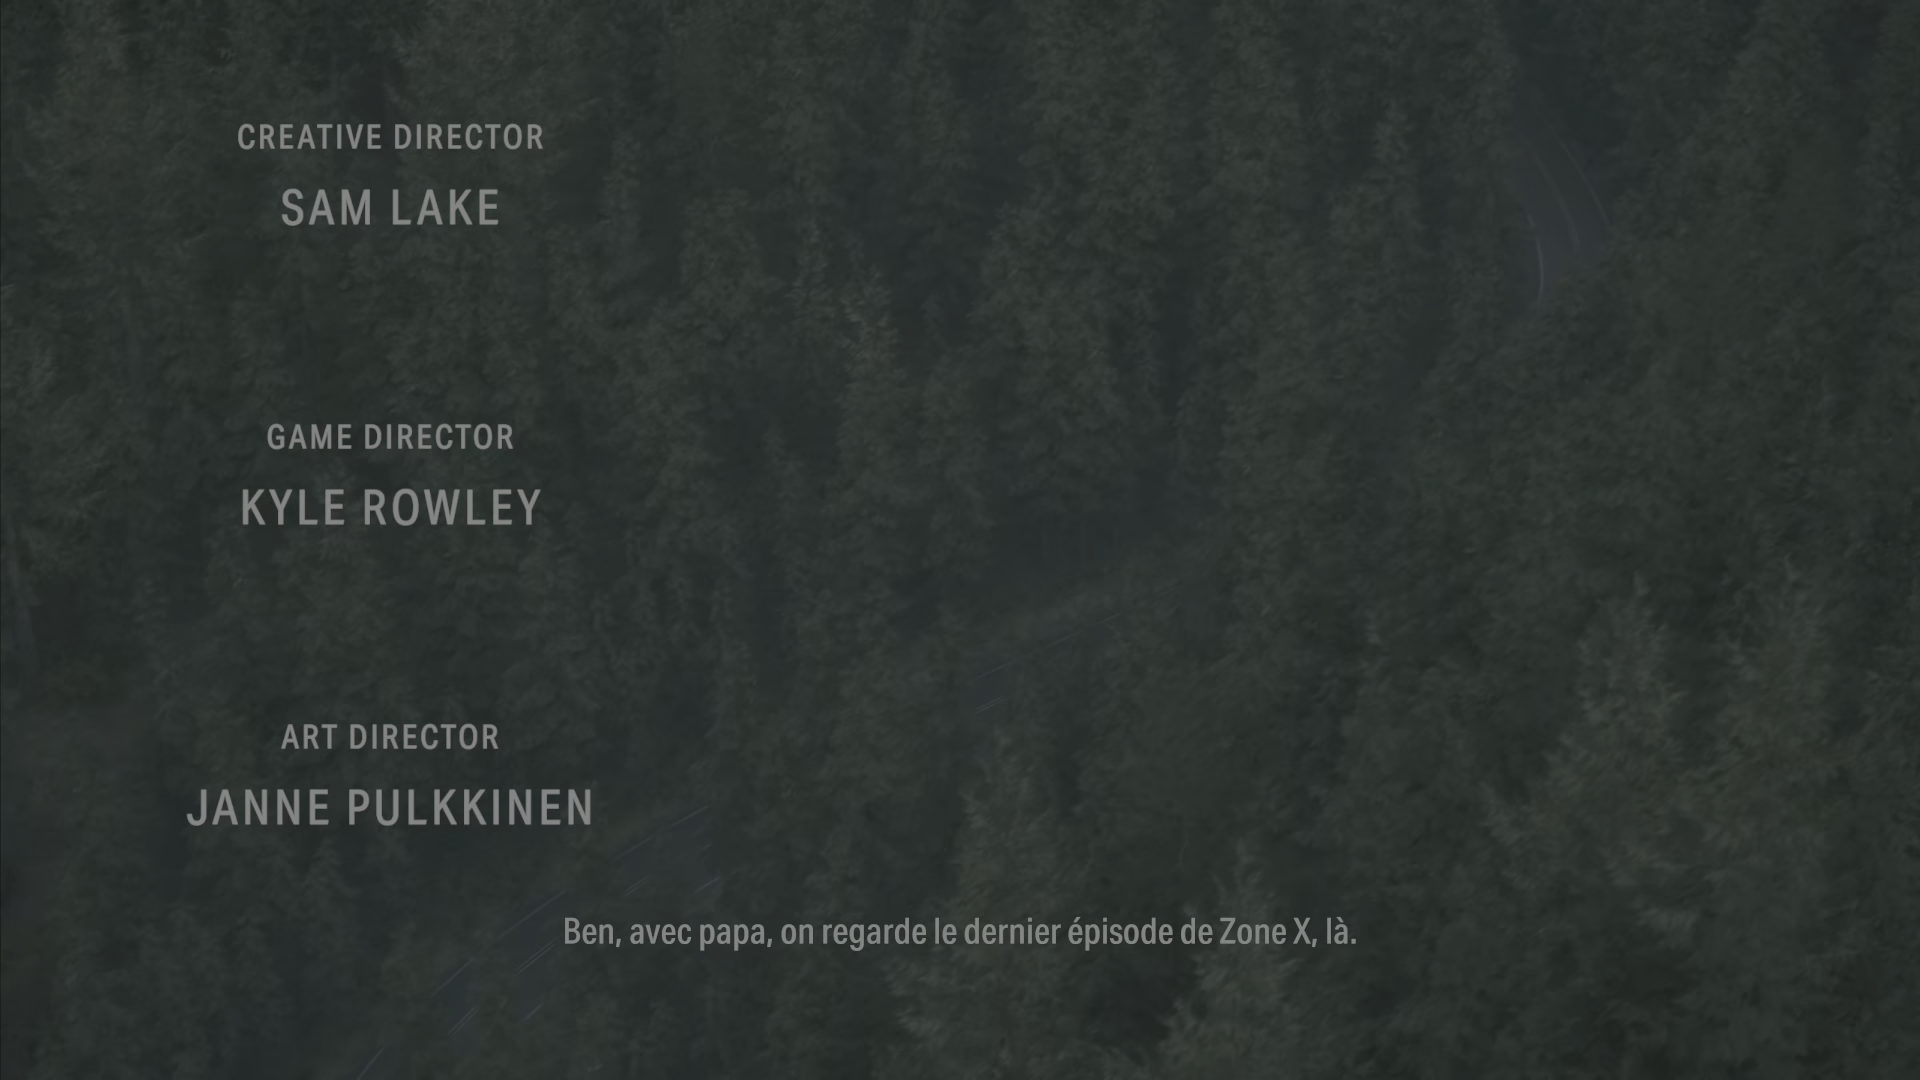 CREATIVE DIRECTOR
SAM LAKE
GAME DIRECTOR
KYLE ROWLEY
ART DIRECTOR
JANNE PULKKINEN
Ben, avec papa, on regarde le dernier épisode de Zone X, là.